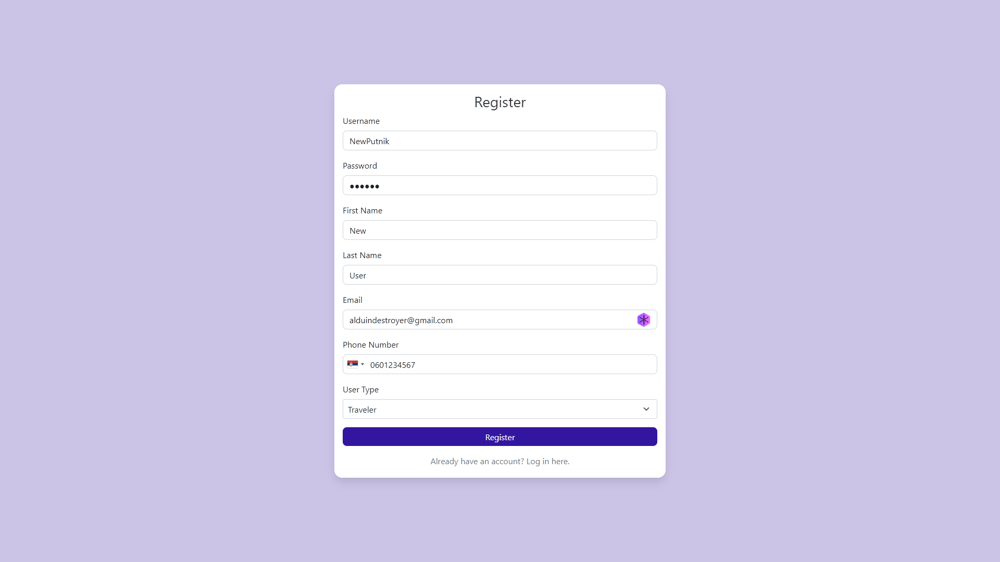 Register
Username
NewPutnik
Password
●●●●●●
First Name
New
Last Name
User
Email
alduindestroyer@gmail.com
Phone Number
0601234567
User Type
Traveler
Register
Already have an account? Log in here.